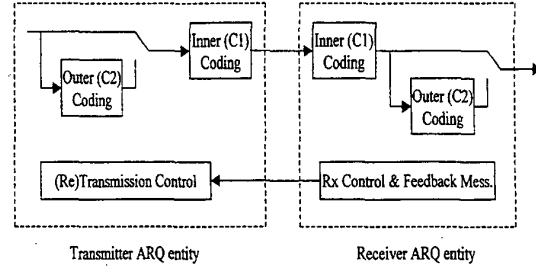 Inner (C1)
Coding
Inner (C1)
Coding
Outer (C2)
Coding
Outer (C2)
Coding
(Re)Transmission Control
Rx Control & Feedback Mess.
Transmitter ARQ entity
Receiver ARQ entity